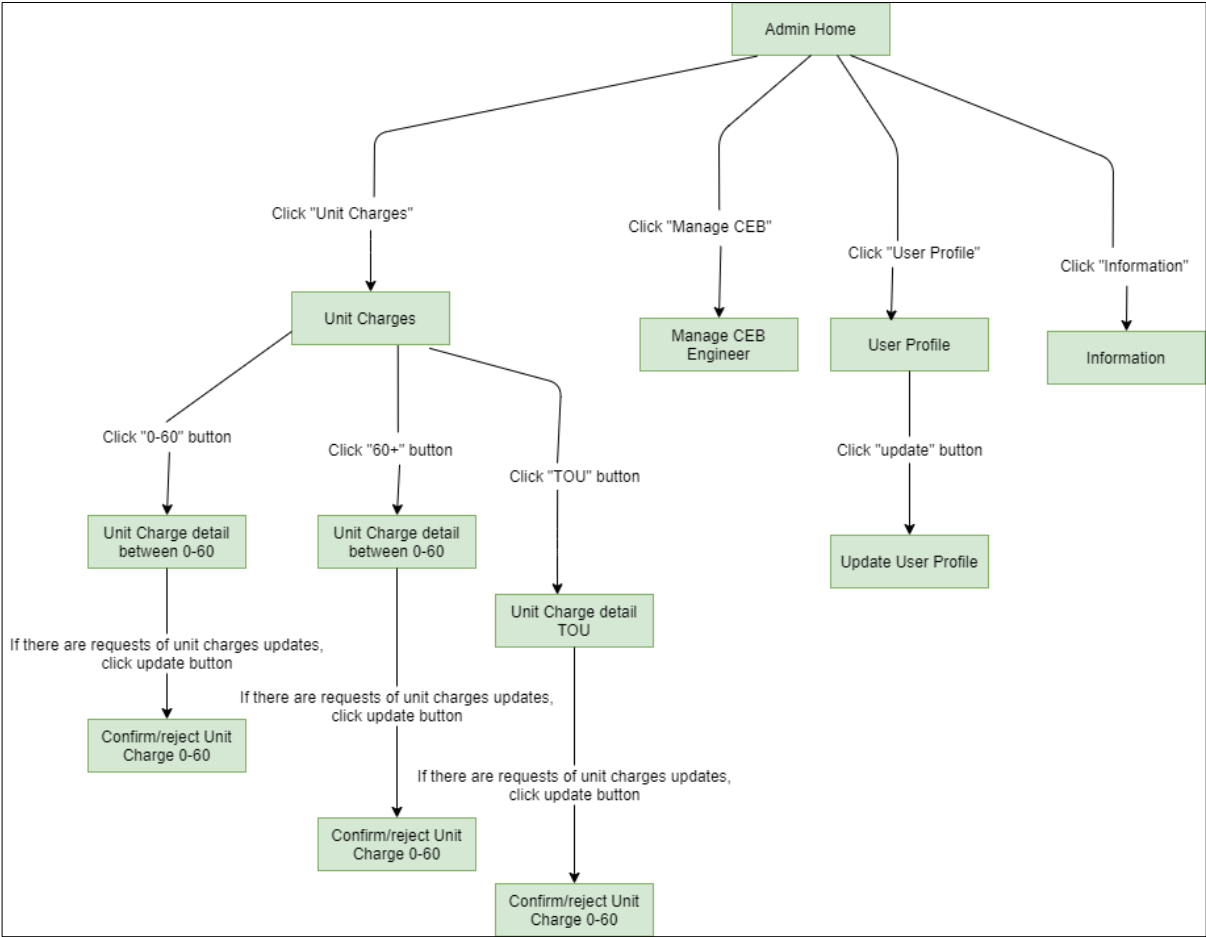 Admin Home
Click "Unit Charges"
Click "Manage CEB"
Click "User Profile"
Click "Information"
Unit Charges
Manage CEB
Engineer
User Profile
Information
Click "0-60" button
Click "60+" button
Click "TOU" button
Click "update" button
Unit Charge detail
between 0-60
Unit Charge detail
between 0-60
Unit Charge detail
TOU
Update User Profile
If there are requests of unit charges updates,
click update button
If there are requests of unit charges updates,
click update button
If there are requests of unit charges updates,
click update button
Confirm/reject Unit
Charge 0-60
Confirm/reject Unit
Charge 0-60
Confirm/reject Unit
Charge 0-60